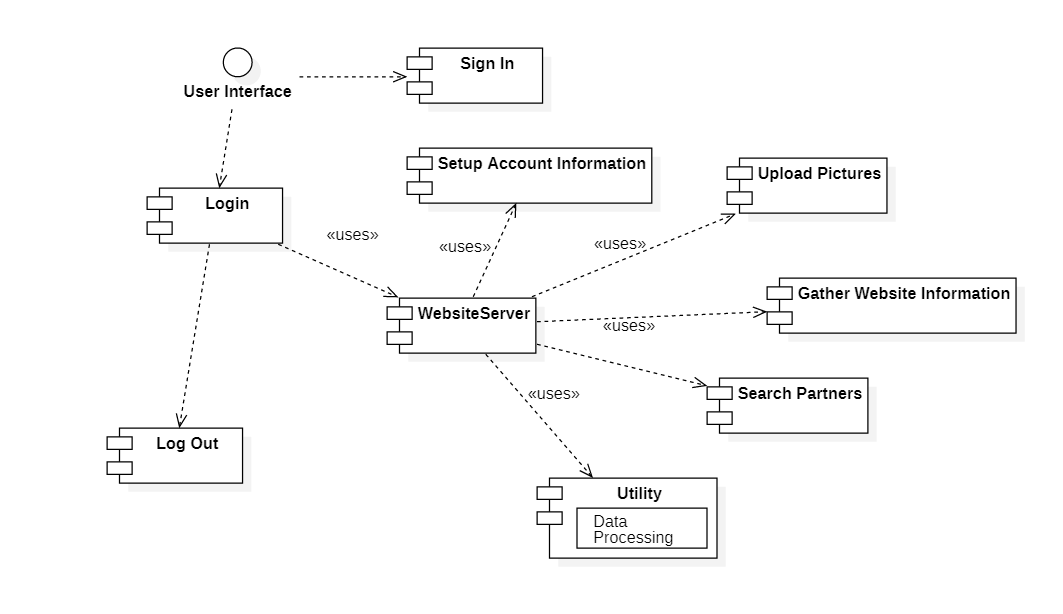 Sign In
User Interface
Setup Account Information
Upload Pictures
Login
«uses»
«uses»
«uses»
Gather Website Information
WebsiteServer
«uses»
Search Partners
«uses»
Log Out
Utility
Data
Processing